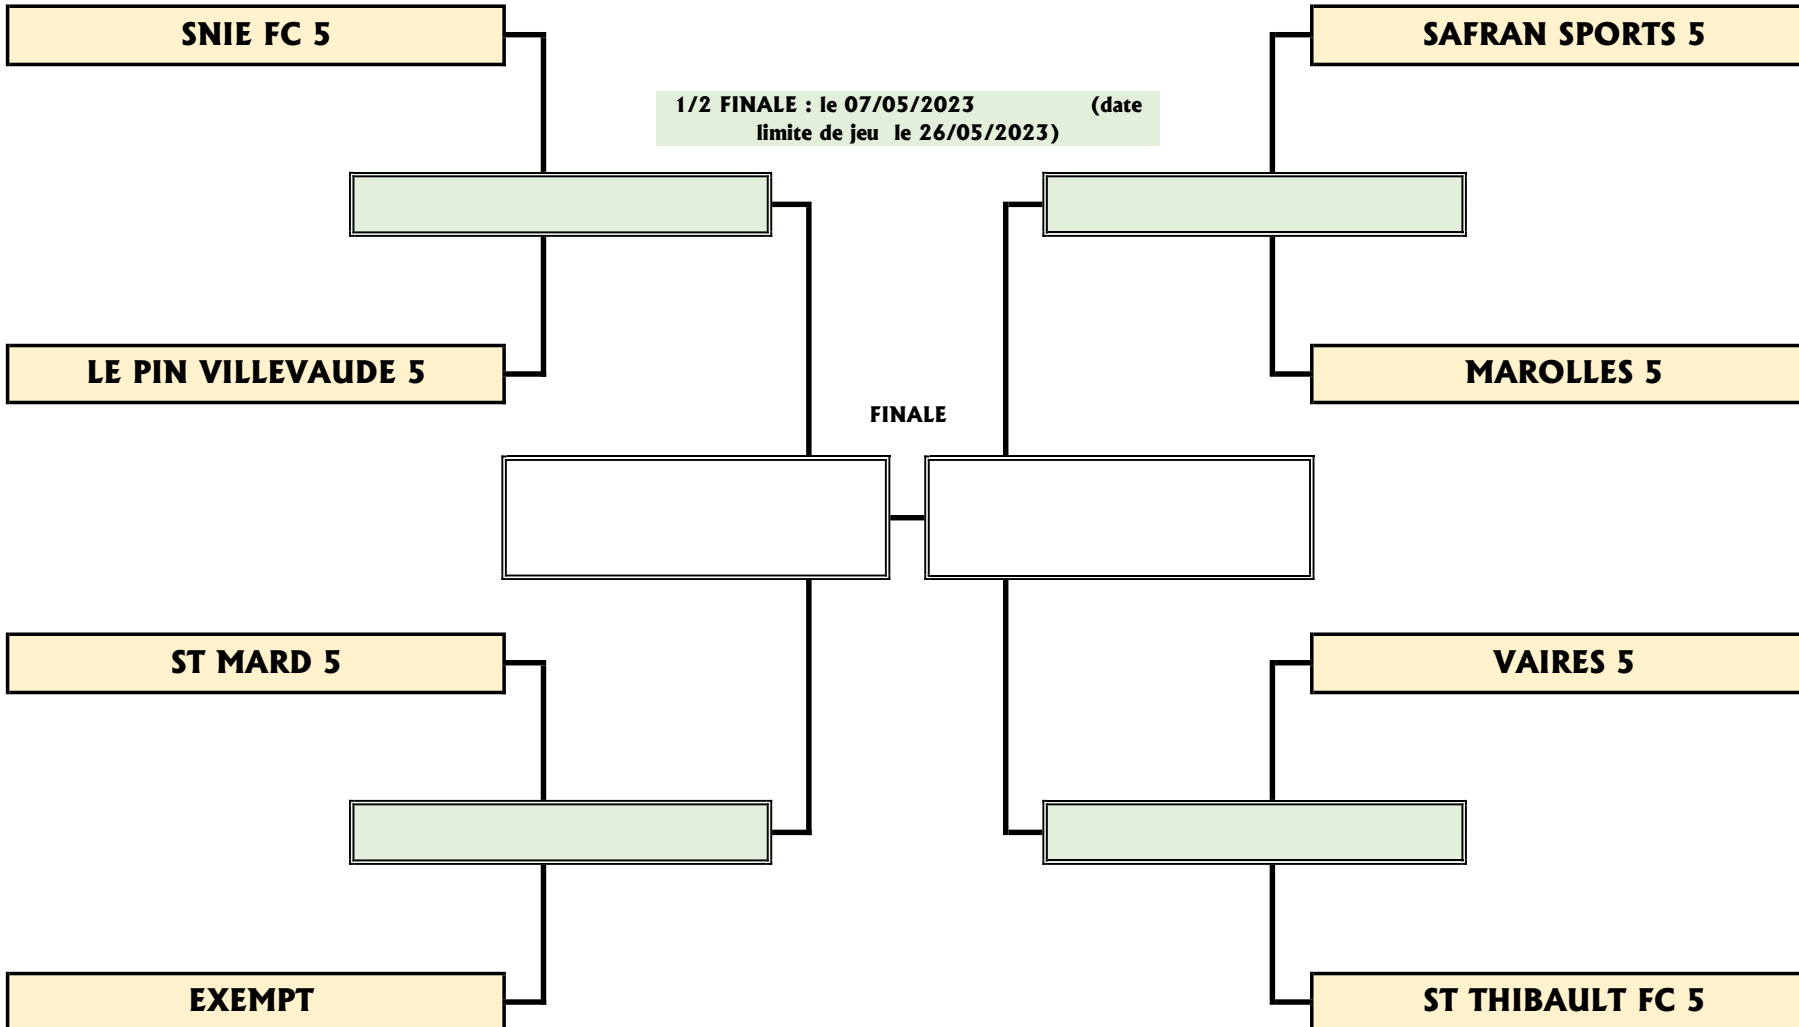 SNIE FC 5
SAFRAN SPORTS 5
1/2 FINALE : le 07/05/2023 (date
limite de jeu le 26/05/2023)
LE PIN VILLEVAUDE 5
MAROLLES 5
FINALE
ST MARD 5
VAIRES 5
EXEMPT
ST THIBAULT FC 5